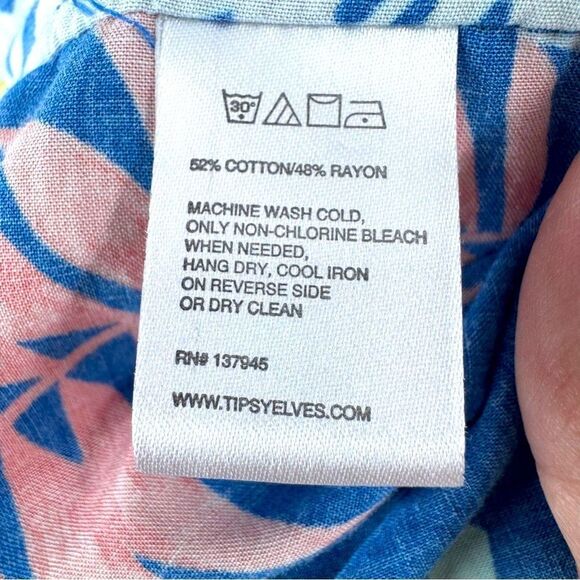 30°
52% COTTON/48% RAYON
MACHINE WASH COLD,
ONLY NON-CHLORINE BLEACH
WHEN NEEDED,
HANG DRY, COOL IRON
ON REVERSE SIDE
OR DRY CLEAN
RN# 137945
WWW.TIPSYELVES.COM